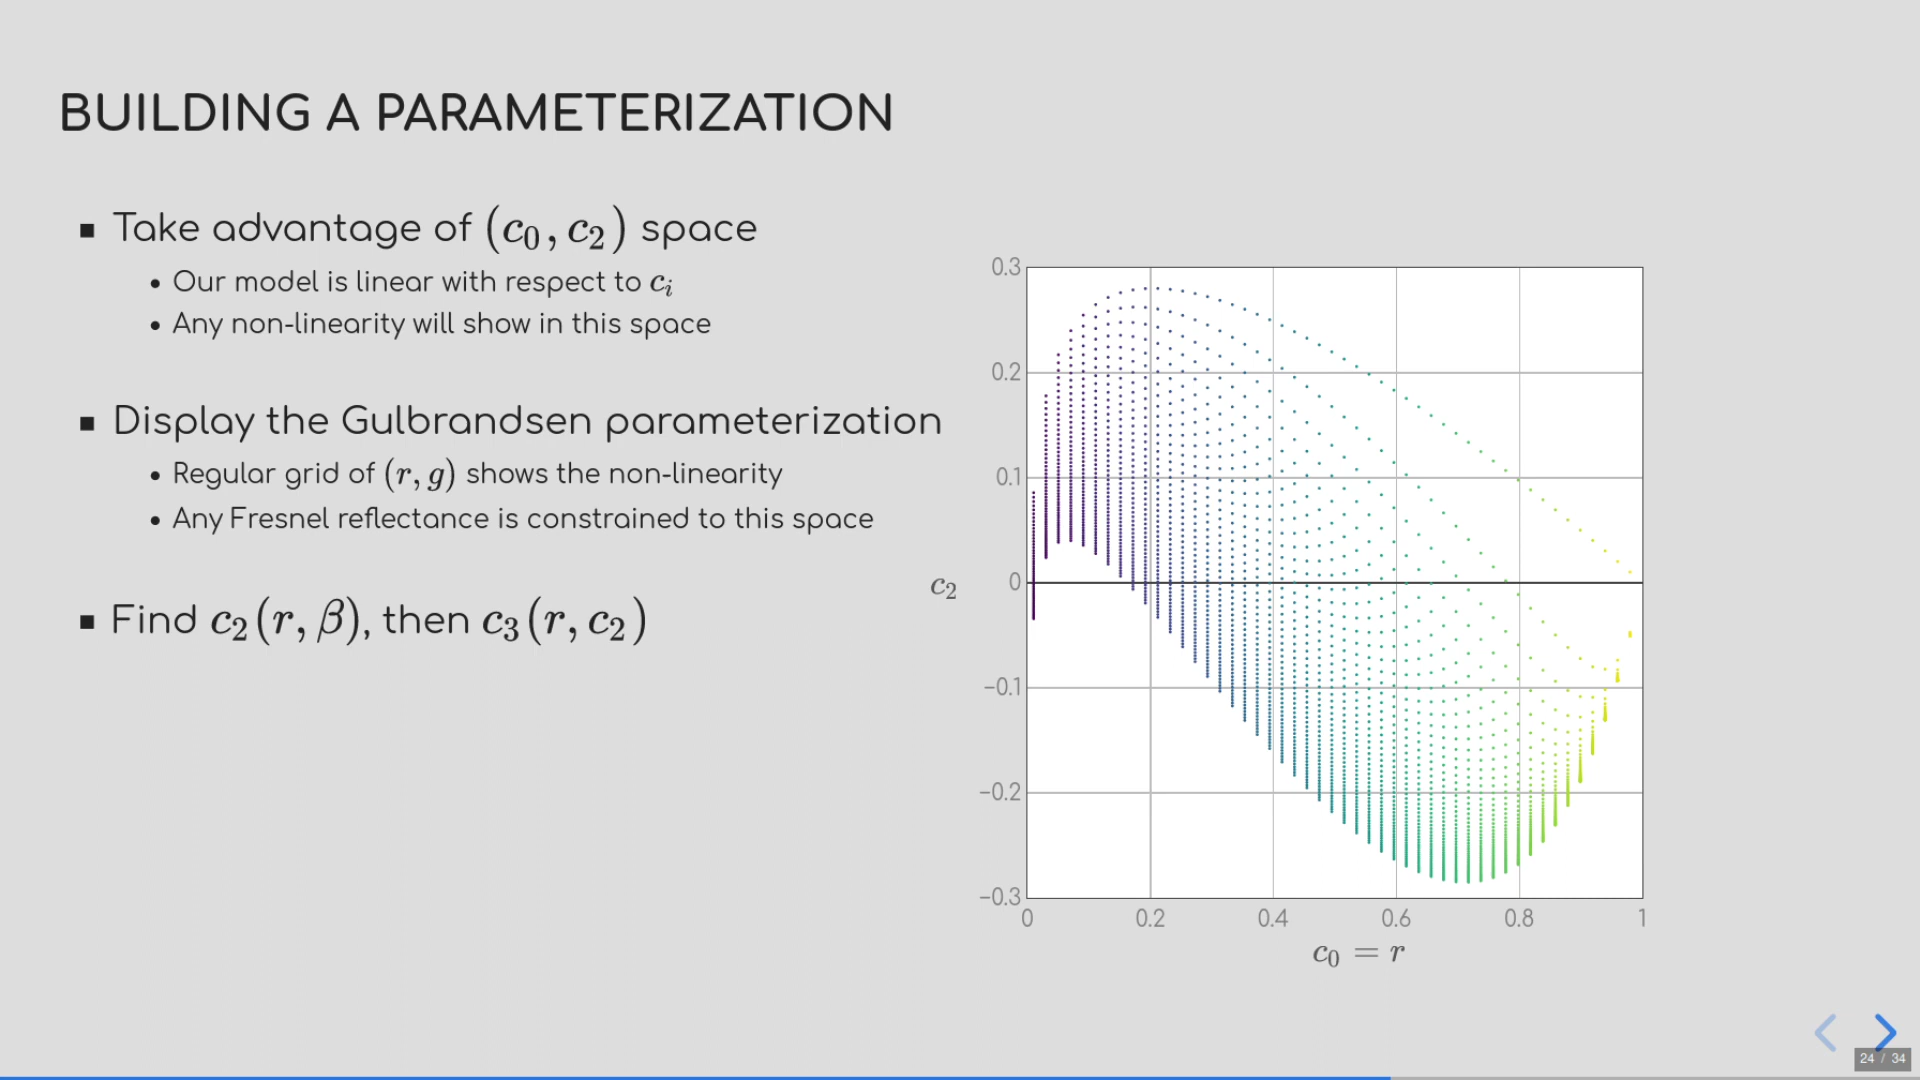 BUILDING A PARAMETERIZATION
Take advantage of (c₀, c₂) space
Our model is linear with respect to cᵢ
Any non-linearity will show in this space
Display the Gulbrandsen parameterization
Regular grid of (r, g) shows the non-linearity
Any Fresnel reflectance is constrained to this space
Find c₂(r, β), then c₃(r, c₂)
0.3
0.2
0.1
0
−0.1
−0.2
−0.3
c₂
0 0.2 0.4 0.6 0.8 1
c₀ = r
24 / 34